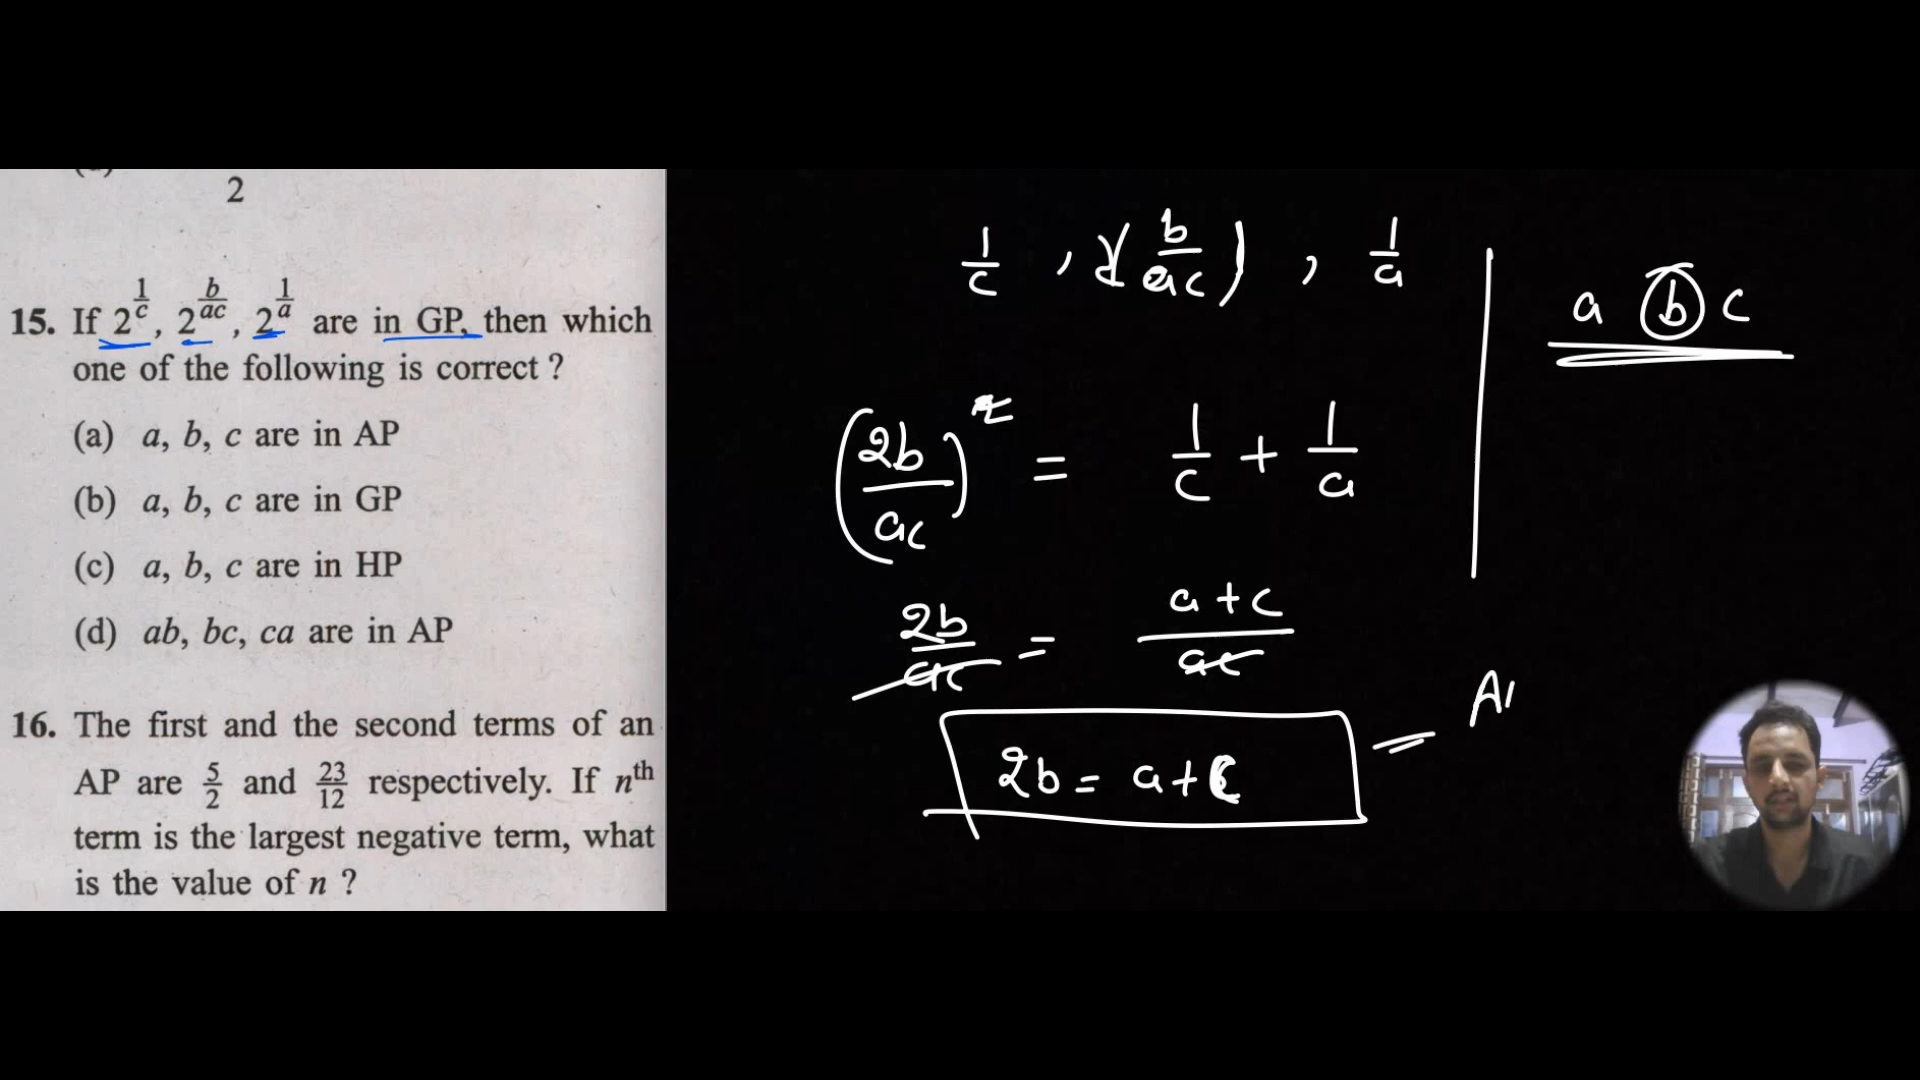 2
15. If 2^{1/c}, 2^{b/ac}, 2^{1/a} are in GP, then which
one of the following is correct ?
(a) a, b, c are in AP
(b) a, b, c are in GP
(c) a, b, c are in HP
(d) ab, bc, ca are in AP
16. The first and the second terms of an
AP are 5/2 and 23/12 respectively. If nth
term is the largest negative term, what
is the value of n ?
1/c , (b/ac) , 1/a
a b c
(2b/ac) = 1/c + 1/a
2b/ac = a+c/ac
2b = a+c = A